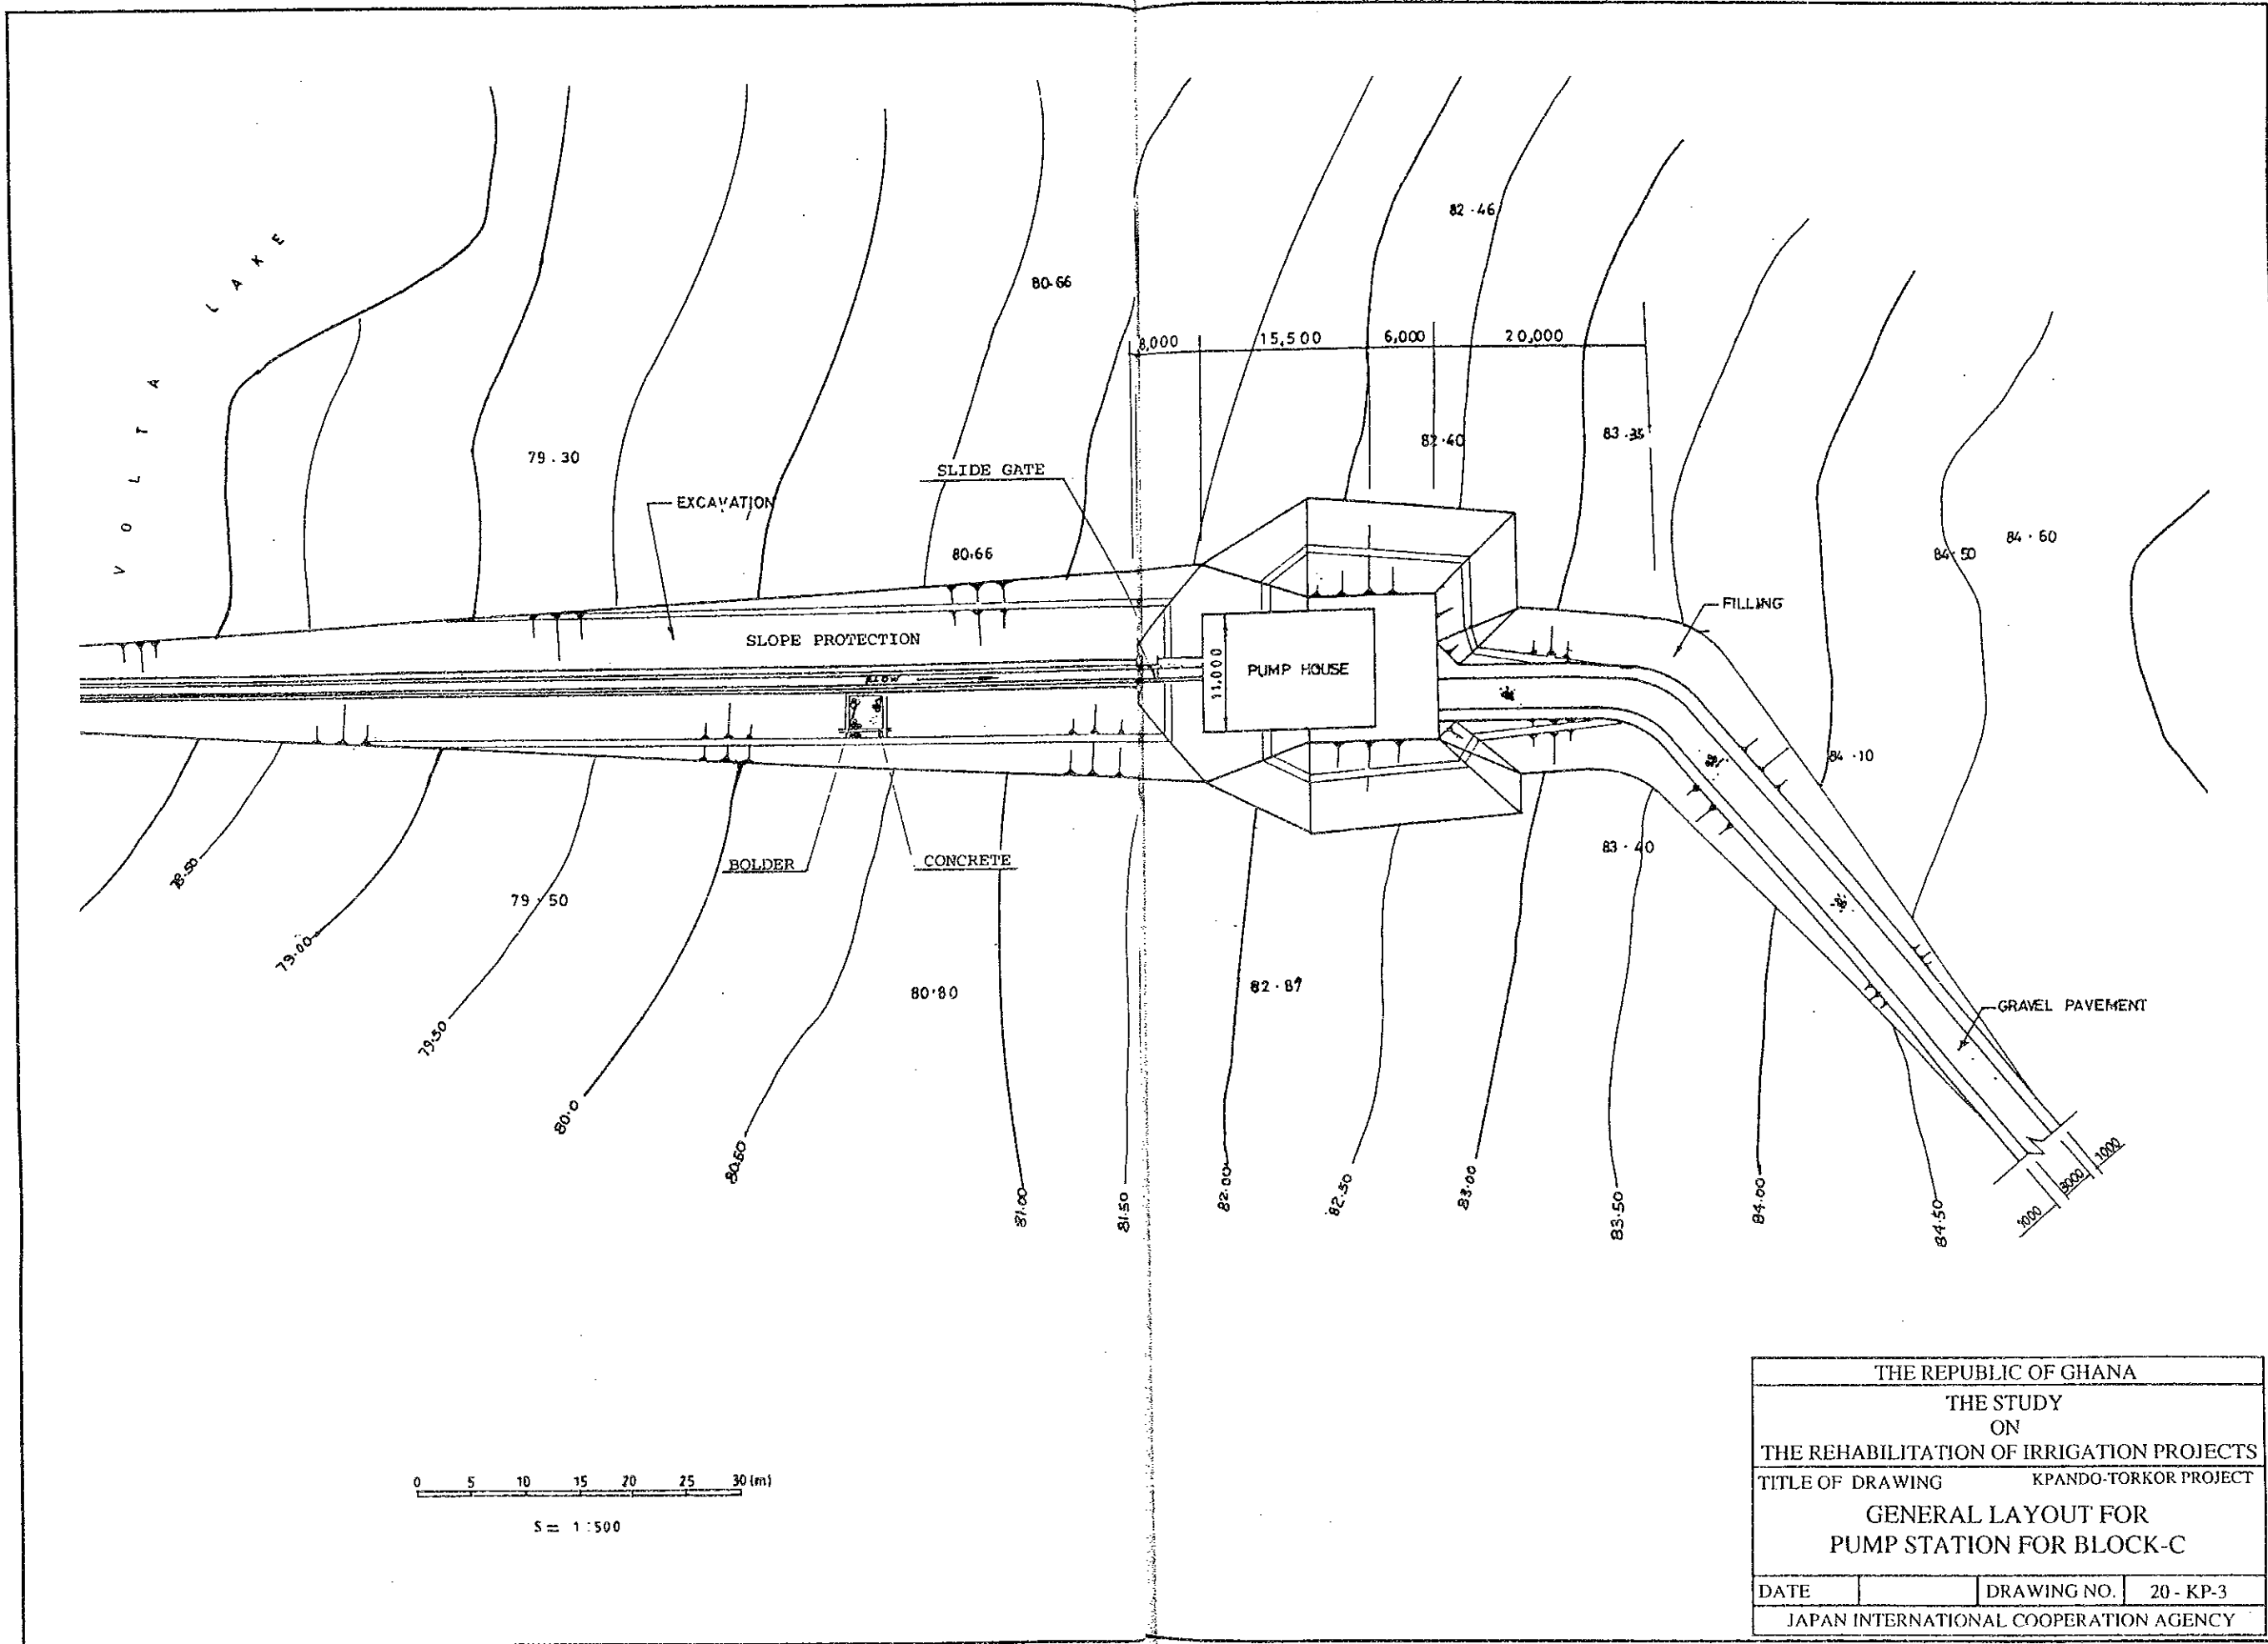 VOLTA LAKE
82.46
80.66
8,000
15,500
6,000
20,000
82.40
83.35
79.30
SLIDE GATE
EXCAVATION
80.66
84.50
84.60
FILLING
SLOPE PROTECTION
11,000
PUMP HOUSE
FLOW
84.10
83.40
BOLDER
CONCRETE
79.50
80.80
82.87
GRAVEL PAVEMENT
78.50
79.00
79.50
80.0
80.50
81.00
81.50
82.00
82.50
83.00
83.50
84.00
84.50
1000
3000
1000
0 5 10 15 20 25 30 (m)
S = 1:500
THE REPUBLIC OF GHANA
THE STUDY
ON
THE REHABILITATION OF IRRIGATION PROJECTS
TITLE OF DRAWING KPANDO-TORKOR PROJECT
GENERAL LAYOUT FOR
PUMP STATION FOR BLOCK-C
DATE DRAWING NO. 20 - KP-3
JAPAN INTERNATIONAL COOPERATION AGENCY